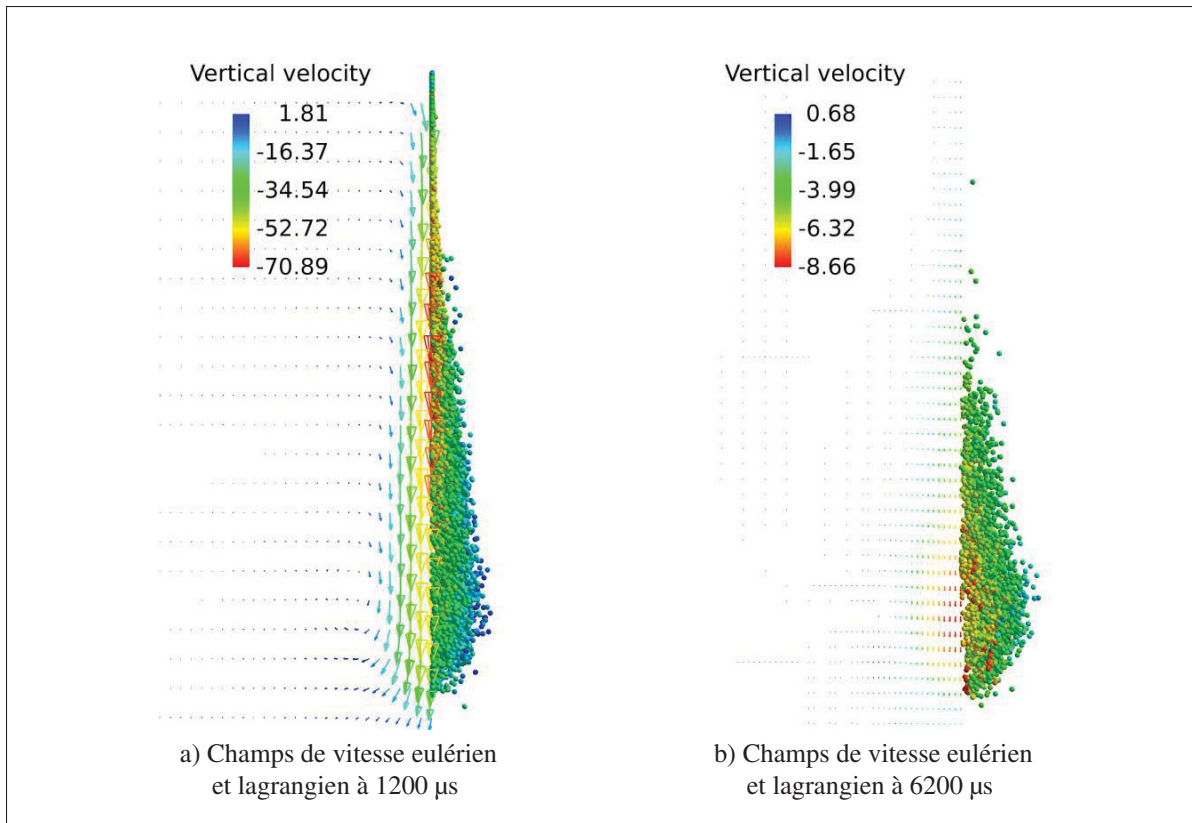 Vertical velocity
1.81
-16.37
-34.54
-52.72
-70.89
Vertical velocity
0.68
-1.65
-3.99
-6.32
-8.66
a) Champs de vitesse eulérien
et lagrangien à 1200 μs
b) Champs de vitesse eulérien
et lagrangien à 6200 μs